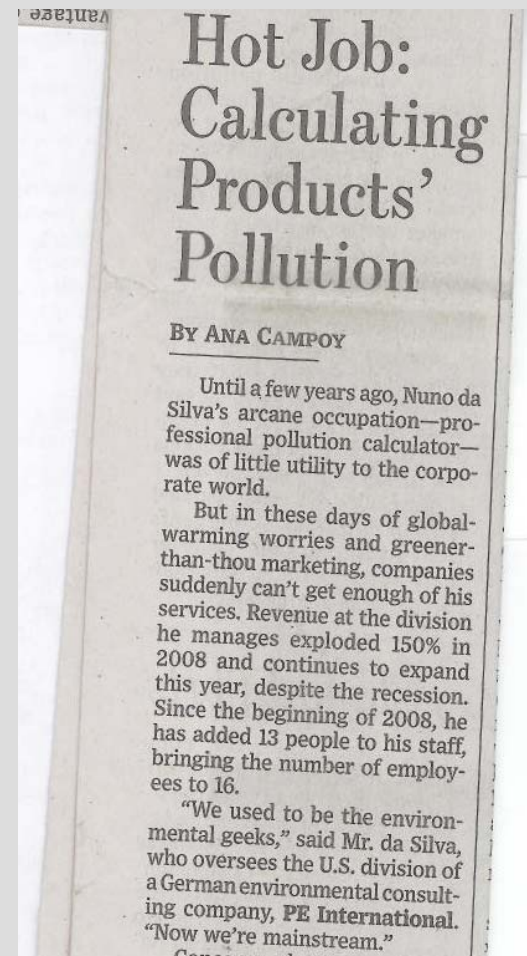 vantage
Hot Job:
Calculating
Products’
Pollution
BY ANA CAMPOY
Until a few years ago, Nuno da
Silva’s arcane occupation—pro-
fessional pollution calculator—
was of little utility to the corpo-
rate world.
But in these days of global-
warming worries and greener-
than-thou marketing, companies
suddenly can’t get enough of his
services. Revenue at the division
he manages exploded 150% in
2008 and continues to expand
this year, despite the recession.
Since the beginning of 2008, he
has added 13 people to his staff,
bringing the number of employ-
ees to 16.
“We used to be the environ-
mental geeks,” said Mr. da Silva,
who oversees the U.S. division of
a German environmental consult-
ing company, PE International.
“Now we’re mainstream.”